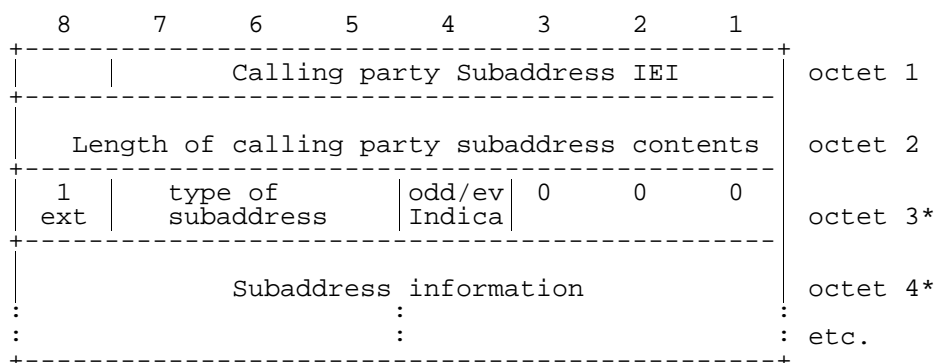 8 7 6 5 4 3 2 1
Calling party Subaddress IEI octet 1
Length of calling party subaddress contents octet 2
1 type of odd/ev 0 0 0
ext subaddress Indica octet 3*
Subaddress information octet 4*
: : :
: : : etc.